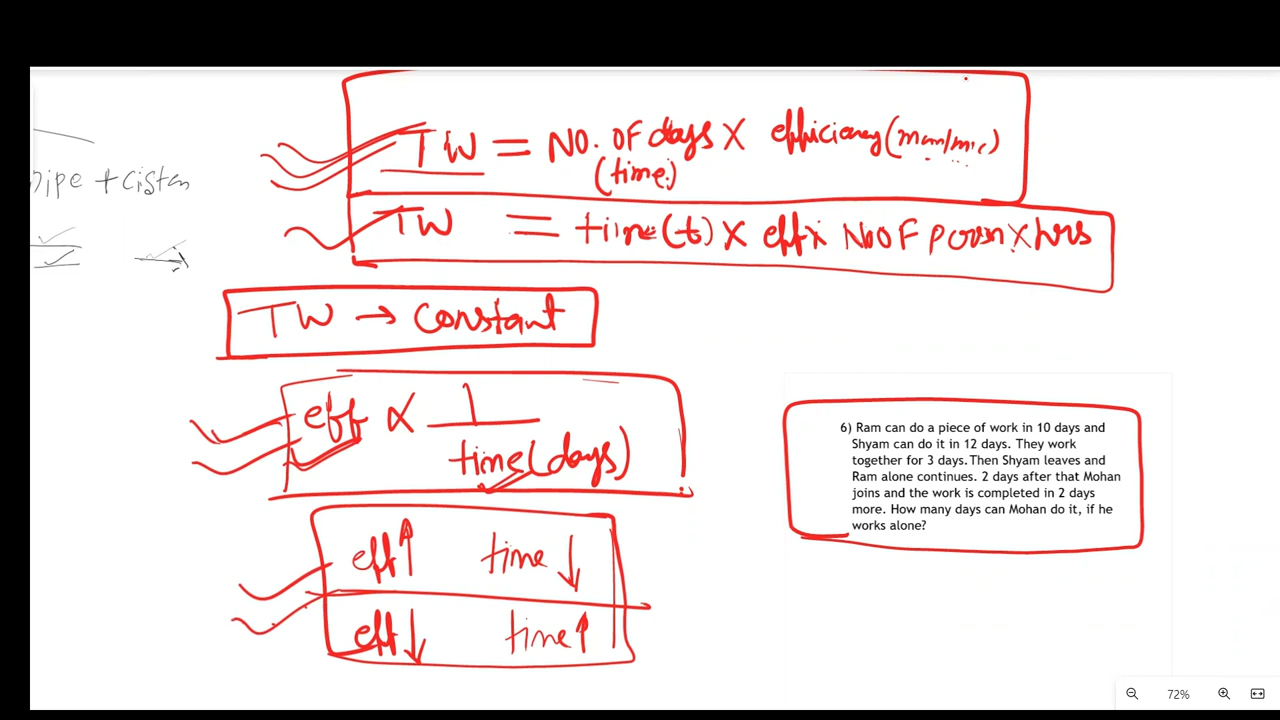 TW = NO. OF days X efficiency(
(time)
pipe + cistern
TW = time(t) X eff X No OF person X hrs
TW → constant
eff ∝ 1
time(days)
6) Ram can do a piece of work in 10 days and
Shyam can do it in 12 days. They work
together for 3 days. Then Shyam leaves and
Ram alone continues. 2 days after that Mohan
joins and the work is completed in 2 days
more. How many days can Mohan do it, if he
works alone?
eff↑ time↓
eff↓ time↑
72%